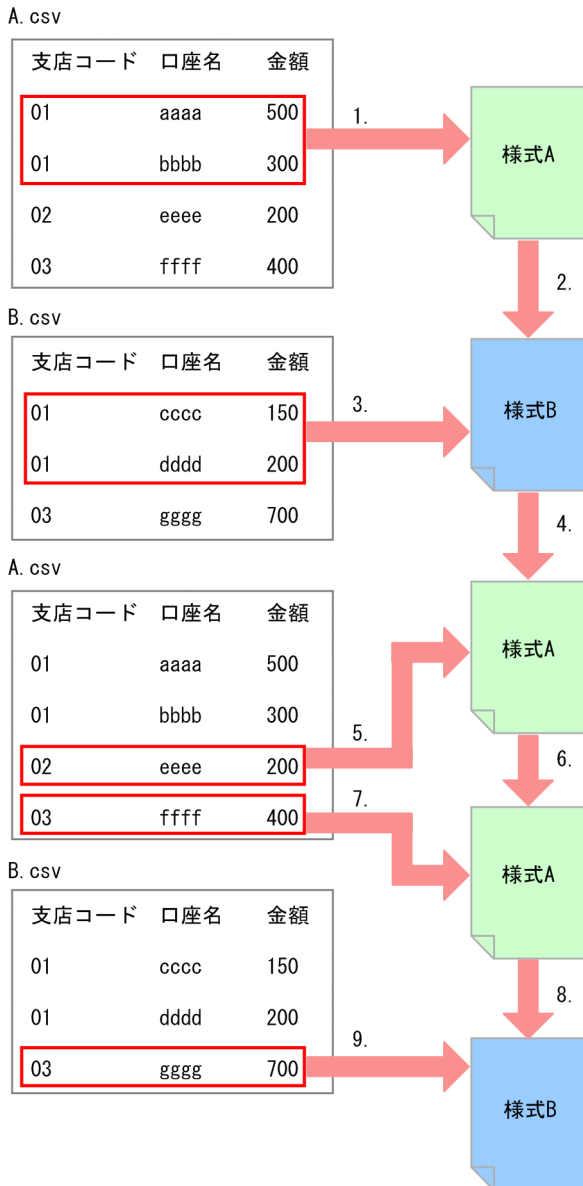 A.csv
支店コード 口座名 金額
01 aaaa 500
01 bbbb 300
02 eeee 200
03 ffff 400
1.
様式A
2.
B.csv
支店コード 口座名 金額
01 cccc 150
01 dddd 200
03 gggg 700
3.
様式B
4.
A.csv
支店コード 口座名 金額
01 aaaa 500
01 bbbb 300
02 eeee 200
03 ffff 400
5.
様式A
6.
7.
様式A
8.
B.csv
支店コード 口座名 金額
01 cccc 150
01 dddd 200
03 gggg 700
9.
様式B